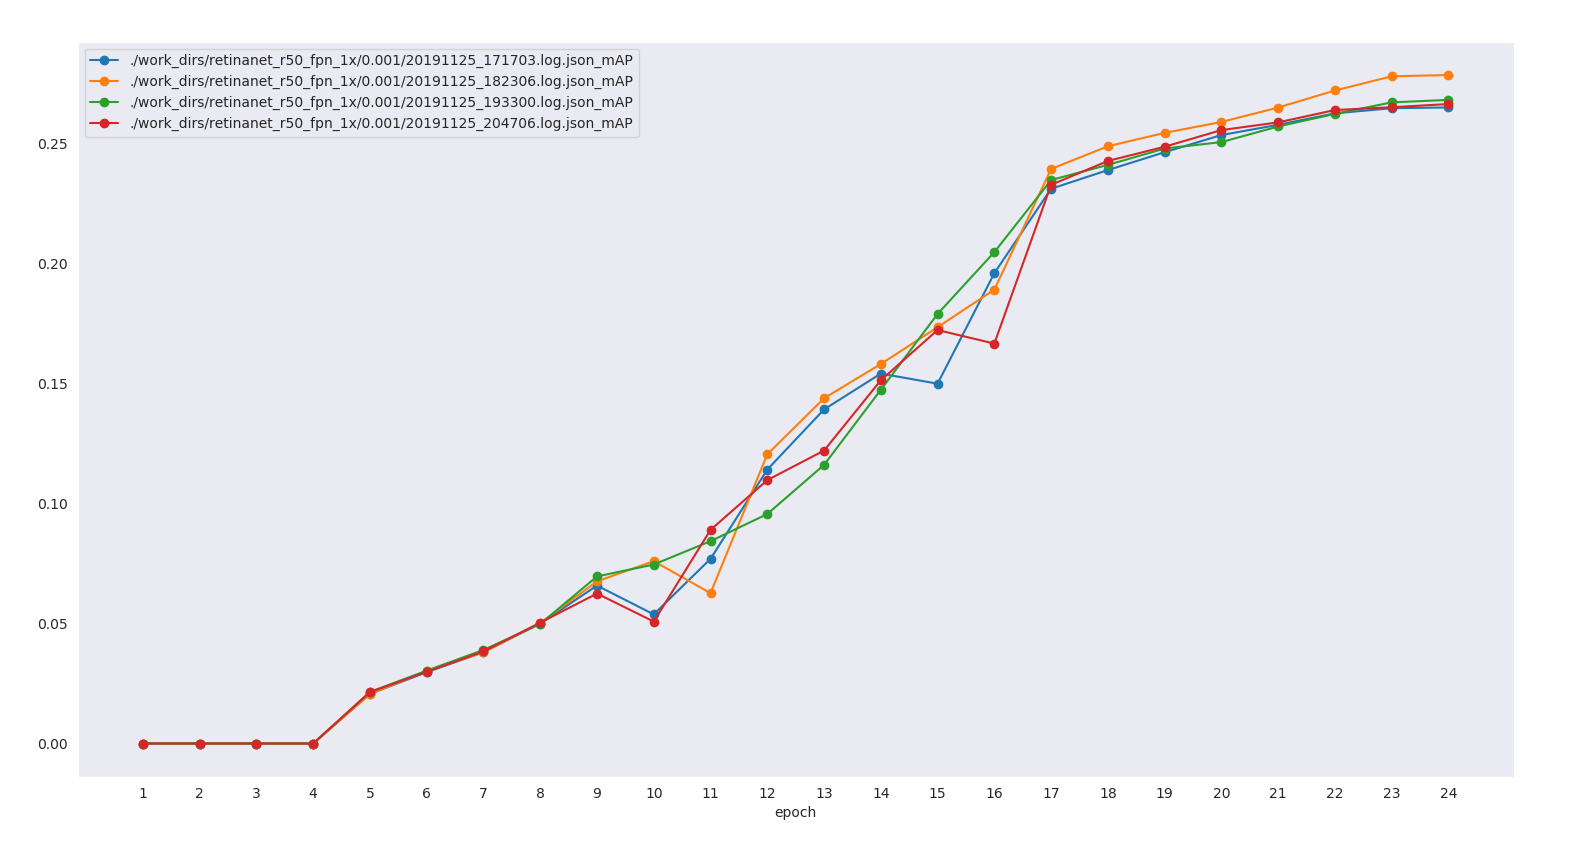 ./work_dirs/retinanet_r50_fpn_1x/0.001/20191125_171703.log.json_mAP
./work_dirs/retinanet_r50_fpn_1x/0.001/20191125_182306.log.json_mAP
./work_dirs/retinanet_r50_fpn_1x/0.001/20191125_193300.log.json_mAP
./work_dirs/retinanet_r50_fpn_1x/0.001/20191125_204706.log.json_mAP
0.25
0.20
0.15
0.10
0.05
0.00
1 2 3 4 5 6 7 8 9 10 11 12 13 14 15 16 17 18 19 20 21 22 23 24
epoch